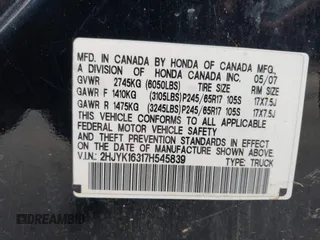 MFD. IN CANADA BY HONDA OF CANADA MFG.,
A DIVISION OF HONDA CANADA INC. 05/07
GVWR 2745KG (6050LBS) TIRE SIZE RIM SIZE
GAWR F 1410KG (3105LBS) P245/65R17 105S 17X7.5J
GAWR R 1475KG (3245LBS) P245/65R17 105S 17X7.5J
THIS VEHICLE CONFORMS TO ALL APPLICABLE
FEDERAL MOTOR VEHICLE SAFETY
AND THEFT PREVENTION STANDARDS IN EFFECT ON THE
DATE OF MANUFACTURE SHOWN ABOVE.
V.I.N.: 2HJYK16317H545839 TYPE: TRUCK
IDREAMBID